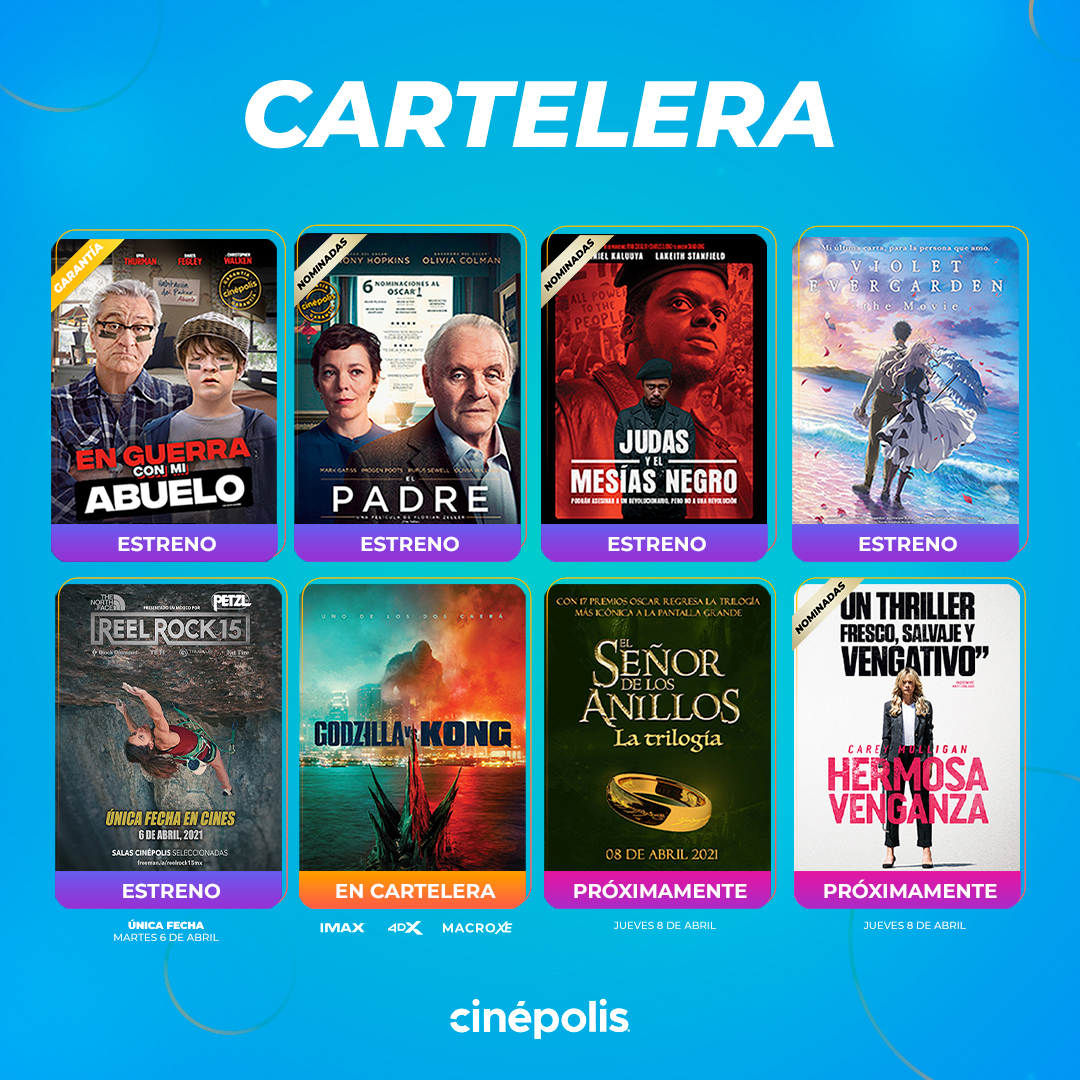 CARTELERA
GARANTÍA
THURMAN
FEGLEY
CHRISTOPHER
WALKEN
GARANTÍA
cinépolis
EN GUERRA
CON MI
ABUELO
ESTRENO
NOMINADAS
ONY HOPKINS OLIVIA COLMAN
6 NOMINACIONES AL
OSCAR!
cinépolis
MARK GATISS IMOGEN POOTS RUFUS SEWELL
EL
PADRE
UNA PELÍCULA DE FLORIAN ZELLER
ESTRENO
NOMINADAS
IEL KALUUYA LAKEITH STANFIELD
ALL POWER
TO THE
PEOPLE
JUDAS
Y EL
MESÍAS NEGRO
PODRÁN ASESINAR A UN REVOLUCIONARIO, PERO NO A UNA REVOLUCIÓN
ESTRENO
Mi última carta, para la persona que amo.
VIOLET
EVERGARDEN
the Movie
ESTRENO
THE
NORTH
FACE
PRESENTADO EN MÉXICO POR
PETZL
REEL ROCK 15
Black Diamond
ÚNICA FECHA EN CINES
6 DE ABRIL, 2021
SALAS CINÉPOLIS SELECCIONADAS
freeman.la/reelrock15mx
ESTRENO
ÚNICA FECHA
MARTES 6 DE ABRIL
UNO DE LOS DOS CAERÁ
GODZILLA vs. KONG
EN CARTELERA
IMAX 4DX MACROXE
CON 17 PREMIOS OSCAR REGRESA LA TRILOGÍA
MÁS ICÓNICA A LA PANTALLA GRANDE
EL
SEÑOR
DE LOS
ANILLOS
La trilogía
08 DE ABRIL 2021
PRÓXIMAMENTE
JUEVES 8 DE ABRIL
NOMINADAS
UN THRILLER
FRESCO, SALVAJE Y
VENGATIVO”
CAREY MULLIGAN
HERMOSA
VENGANZA
PRÓXIMAMENTE
JUEVES 8 DE ABRIL
cinépolis